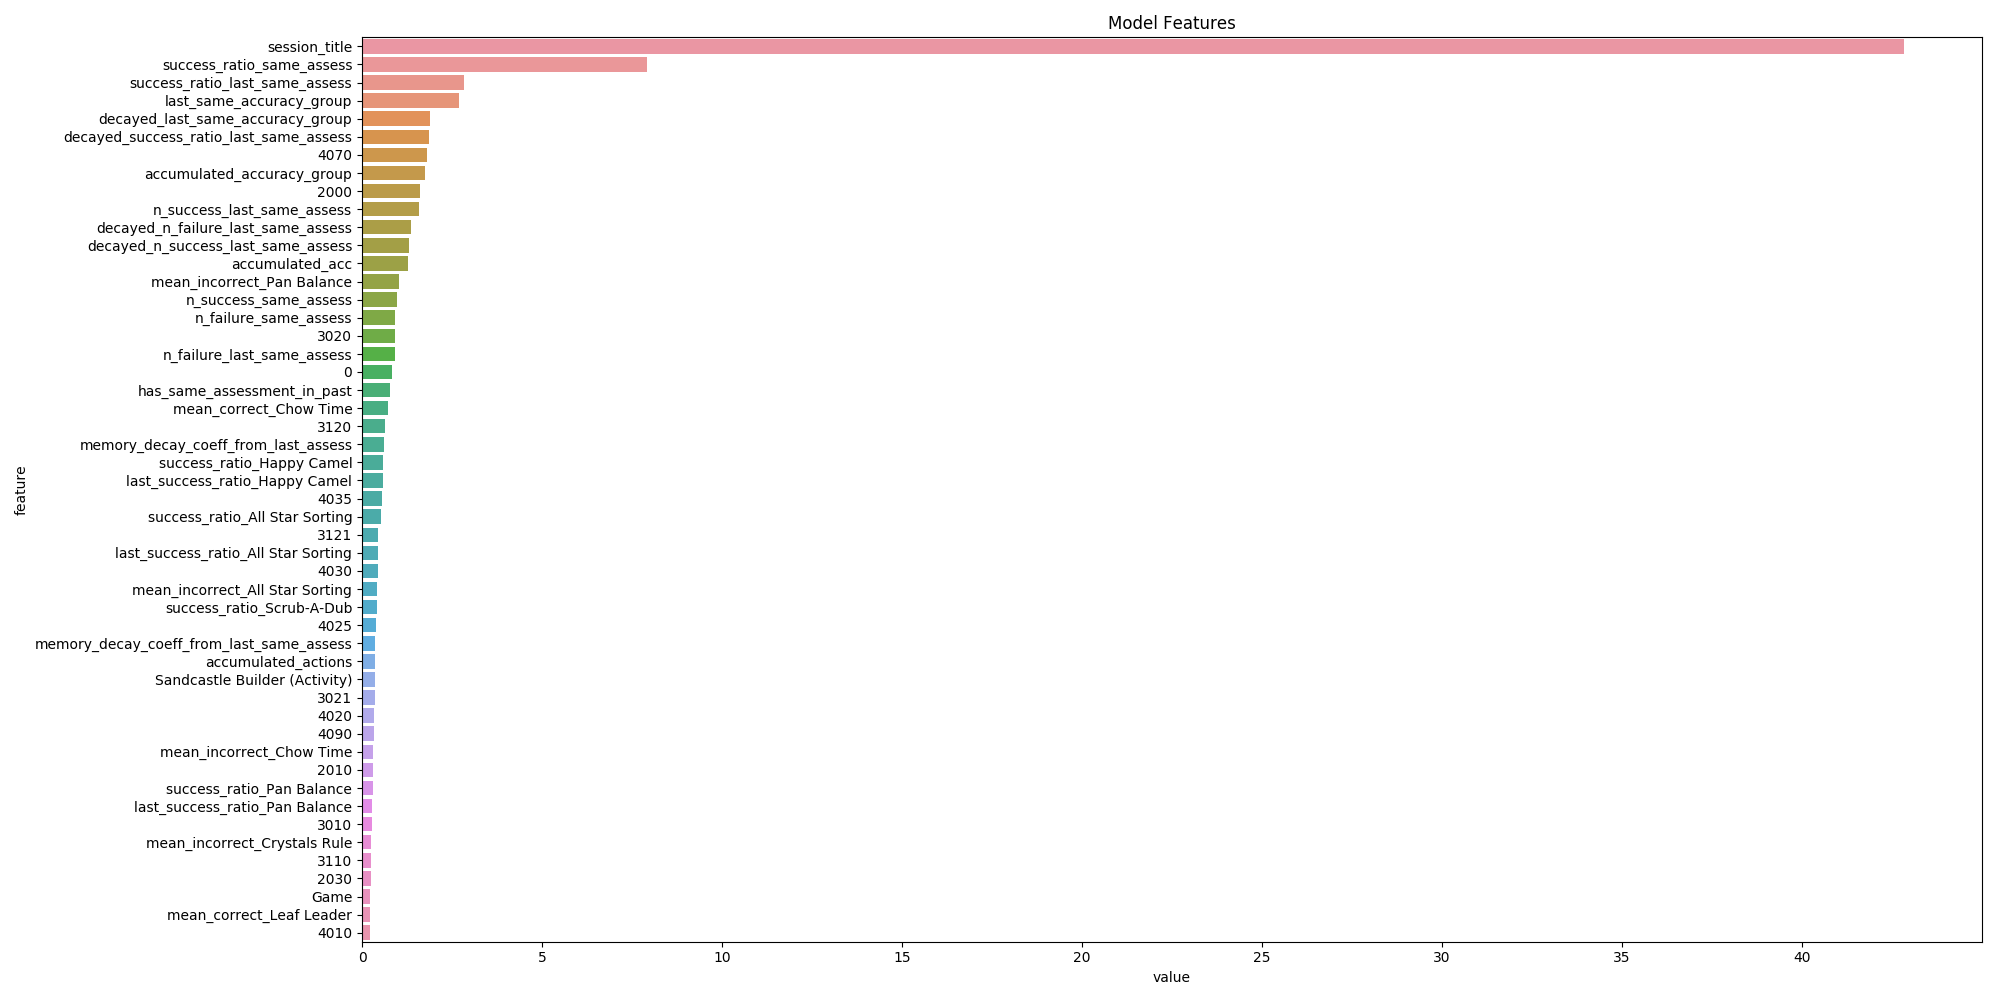 Model Features
session_title
success_ratio_same_assess
success_ratio_last_same_assess
last_same_accuracy_group
decayed_last_same_accuracy_group
decayed_success_ratio_last_same_assess
4070
accumulated_accuracy_group
2000
n_success_last_same_assess
decayed_n_failure_last_same_assess
decayed_n_success_last_same_assess
accumulated_acc
mean_incorrect_Pan Balance
n_success_same_assess
n_failure_same_assess
3020
n_failure_last_same_assess
0
has_same_assessment_in_past
mean_correct_Chow Time
3120
memory_decay_coeff_from_last_assess
success_ratio_Happy Camel
last_success_ratio_Happy Camel
4035
success_ratio_All Star Sorting
3121
last_success_ratio_All Star Sorting
4030
mean_incorrect_All Star Sorting
success_ratio_Scrub-A-Dub
4025
memory_decay_coeff_from_last_same_assess
accumulated_actions
Sandcastle Builder (Activity)
3021
4020
4090
mean_incorrect_Chow Time
2010
success_ratio_Pan Balance
last_success_ratio_Pan Balance
3010
mean_incorrect_Crystals Rule
3110
2030
Game
mean_correct_Leaf Leader
4010
feature
0 5 10 15 20 25 30 35 40
value